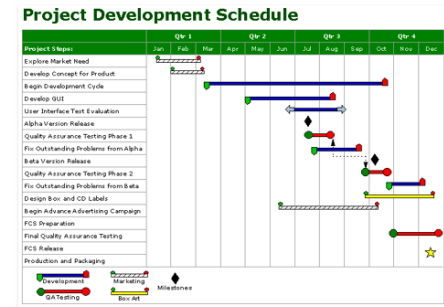 Project Development Schedule
Qtr 1 Qtr 2 Qtr 3 Qtr 4
Project Steps: Jan Feb Mar Apr May Jun Jul Aug Sep Oct Nov Dec
Explore Market Need
Develop Concept for Product
Begin Development Cycle
Develop GUI
User Interface Test Evaluation
Alpha Version Release
Quality Assurance Testing Phase 1
Fix Outstanding Problems from Alpha
Beta Version Release
Quality Assurance Testing Phase 2
Fix Outstanding Problems from Beta
Design Box and CD Labels
Begin Advance Advertising Campaign
FCS Preparation
Final Quality Assurance Testing
FCS Release
Production and Packaging
Development Marketing Milestones
QATesting Box Art